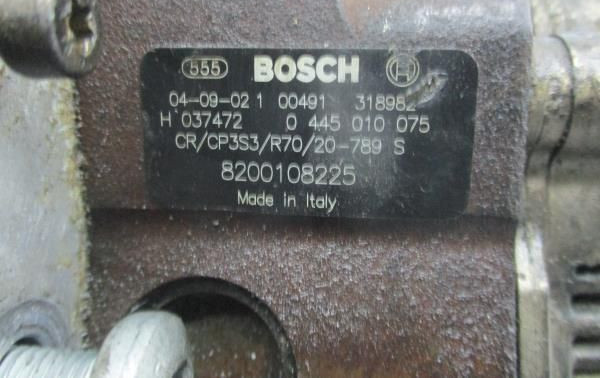 555 BOSCH H
04-09-02 1 00491 318982
H 037472 0 445 010 075
CR/CP3S3/R70/20-789 S
8200108225
Made in Italy